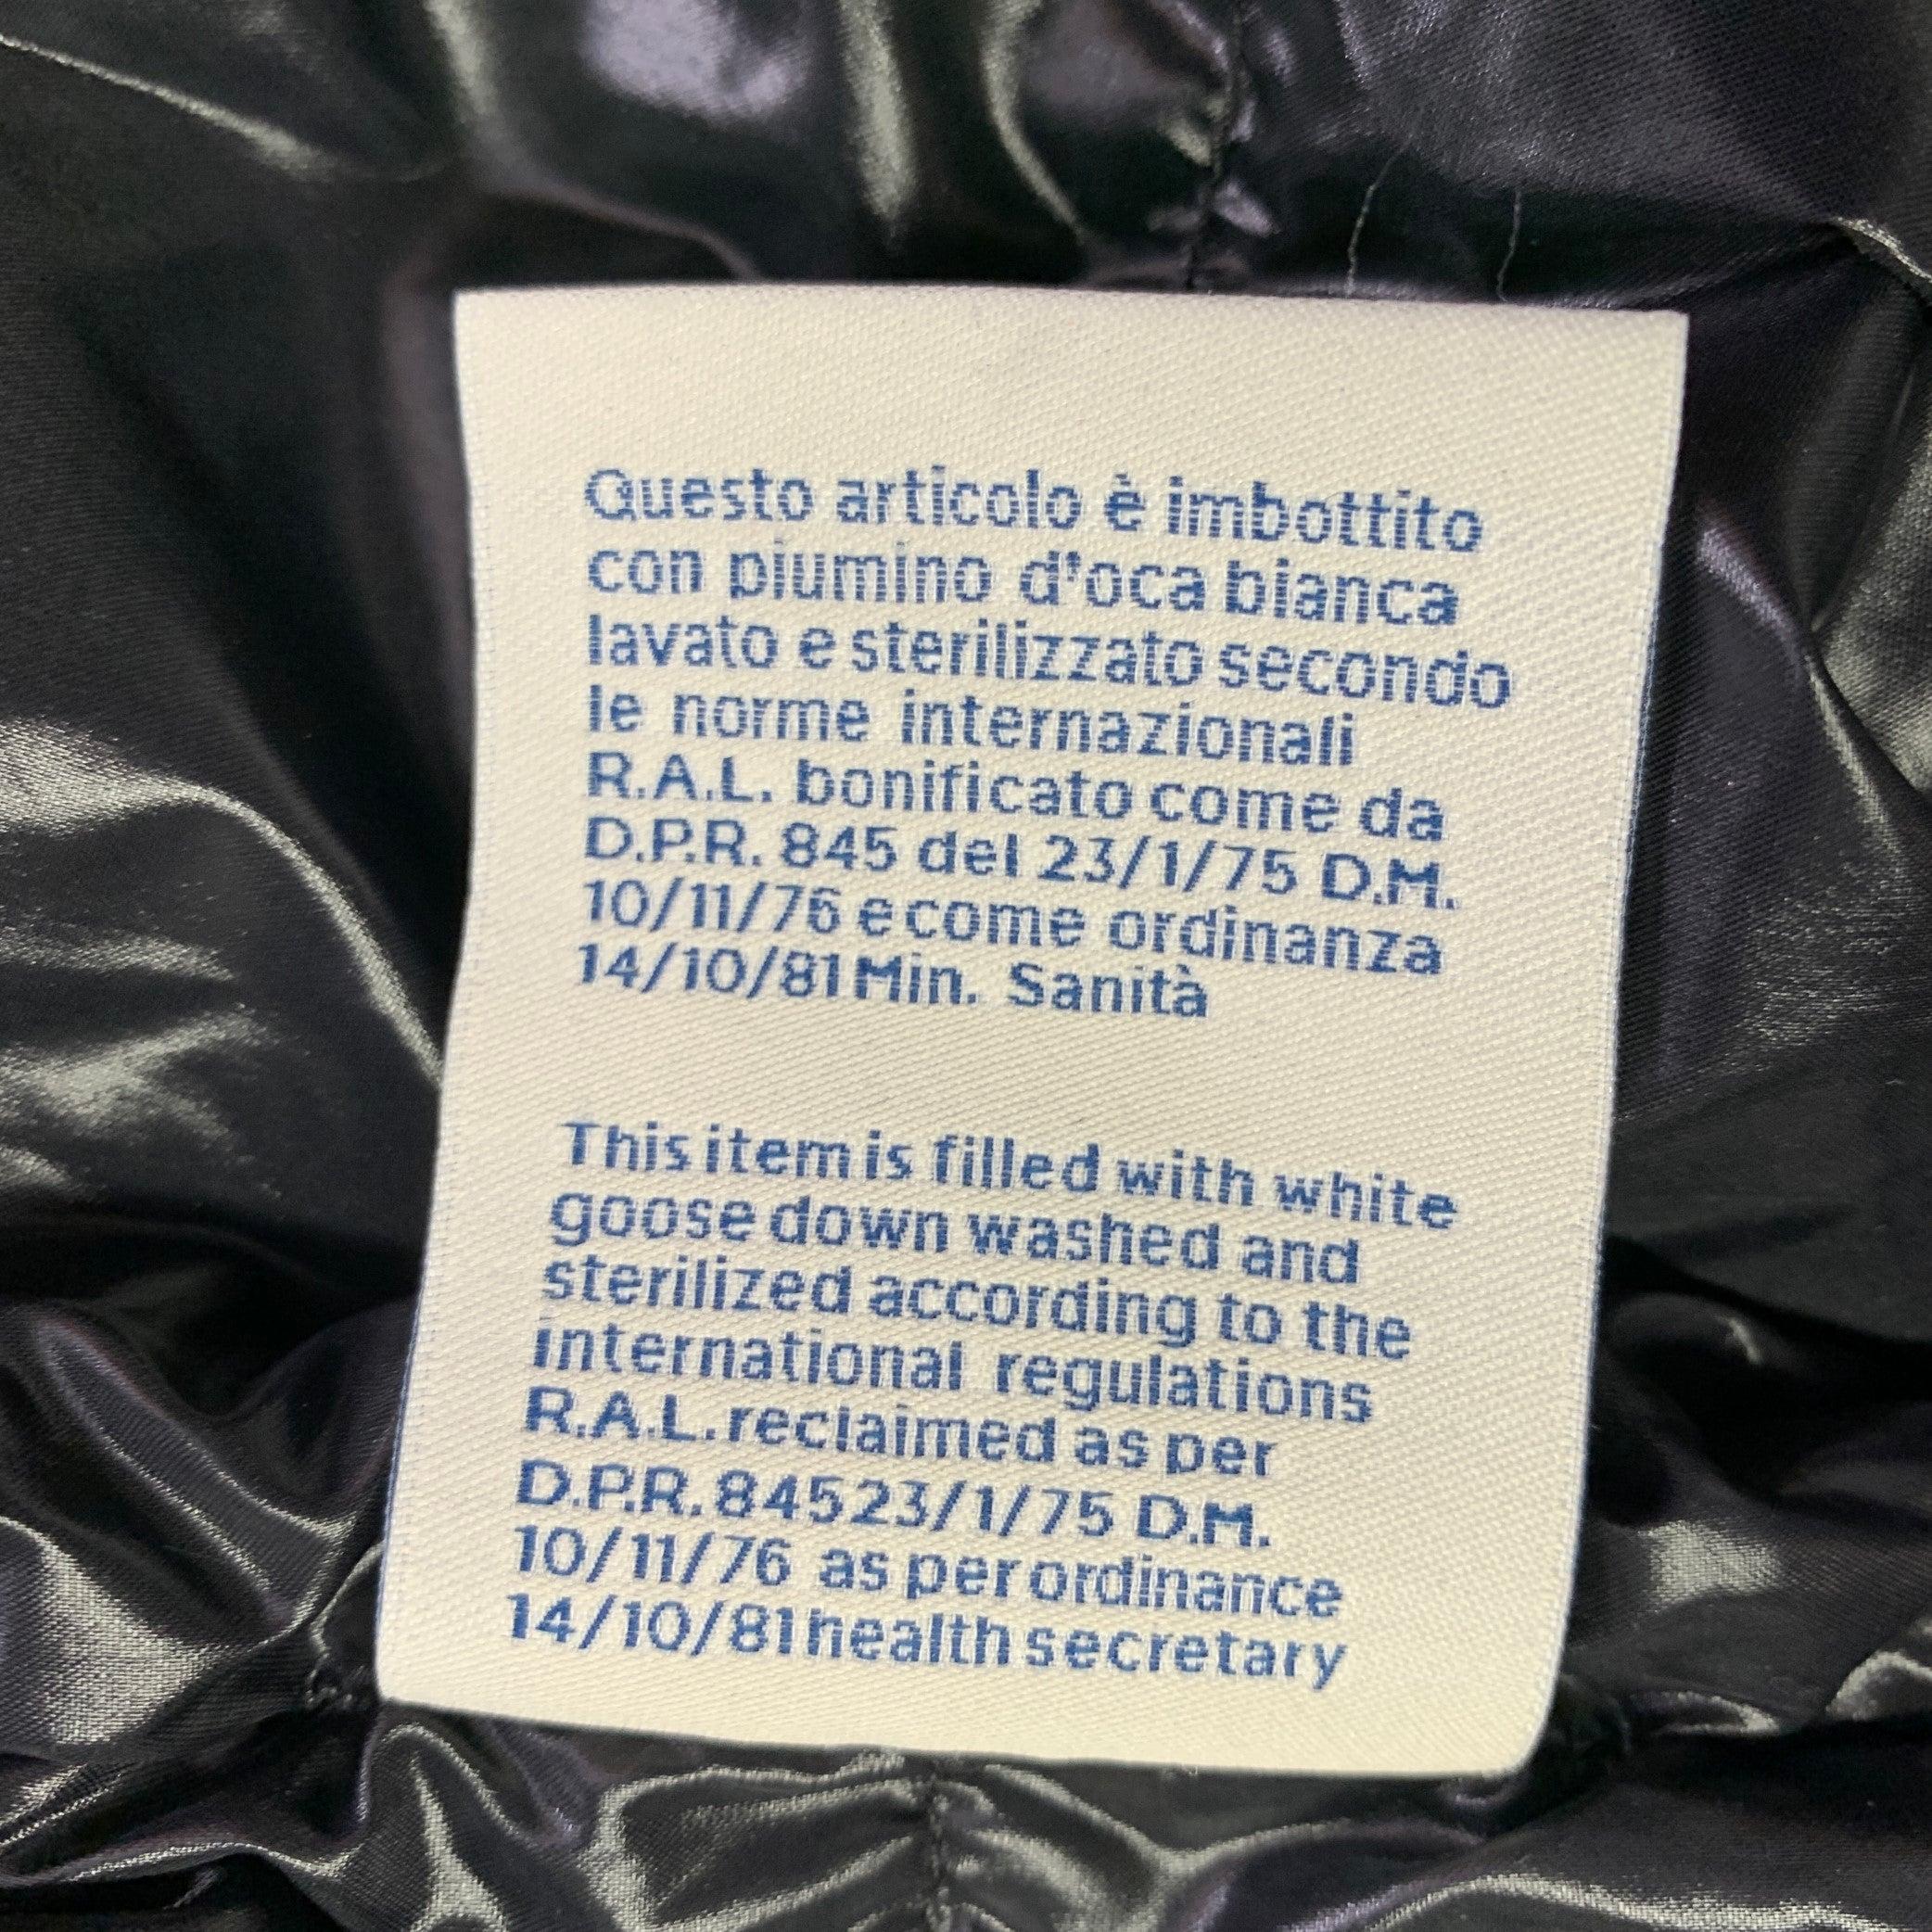 Questo articolo è imbottito
con piumino d'oca bianca
lavato e sterilizzato secondo
le norme internazionali
R.A.L. bonificato come da
D.P.R. 845 del 23/1/75 D.M.
10/11/76 e come ordinanza
14/10/81 Min. Sanità
This item is filled with white
goose down washed and
sterilized according to the
international regulations
R.A.L. reclaimed as per
D.P.R. 845 23/1/75 D.M.
10/11/76 as per ordinance
14/10/81 health secretary